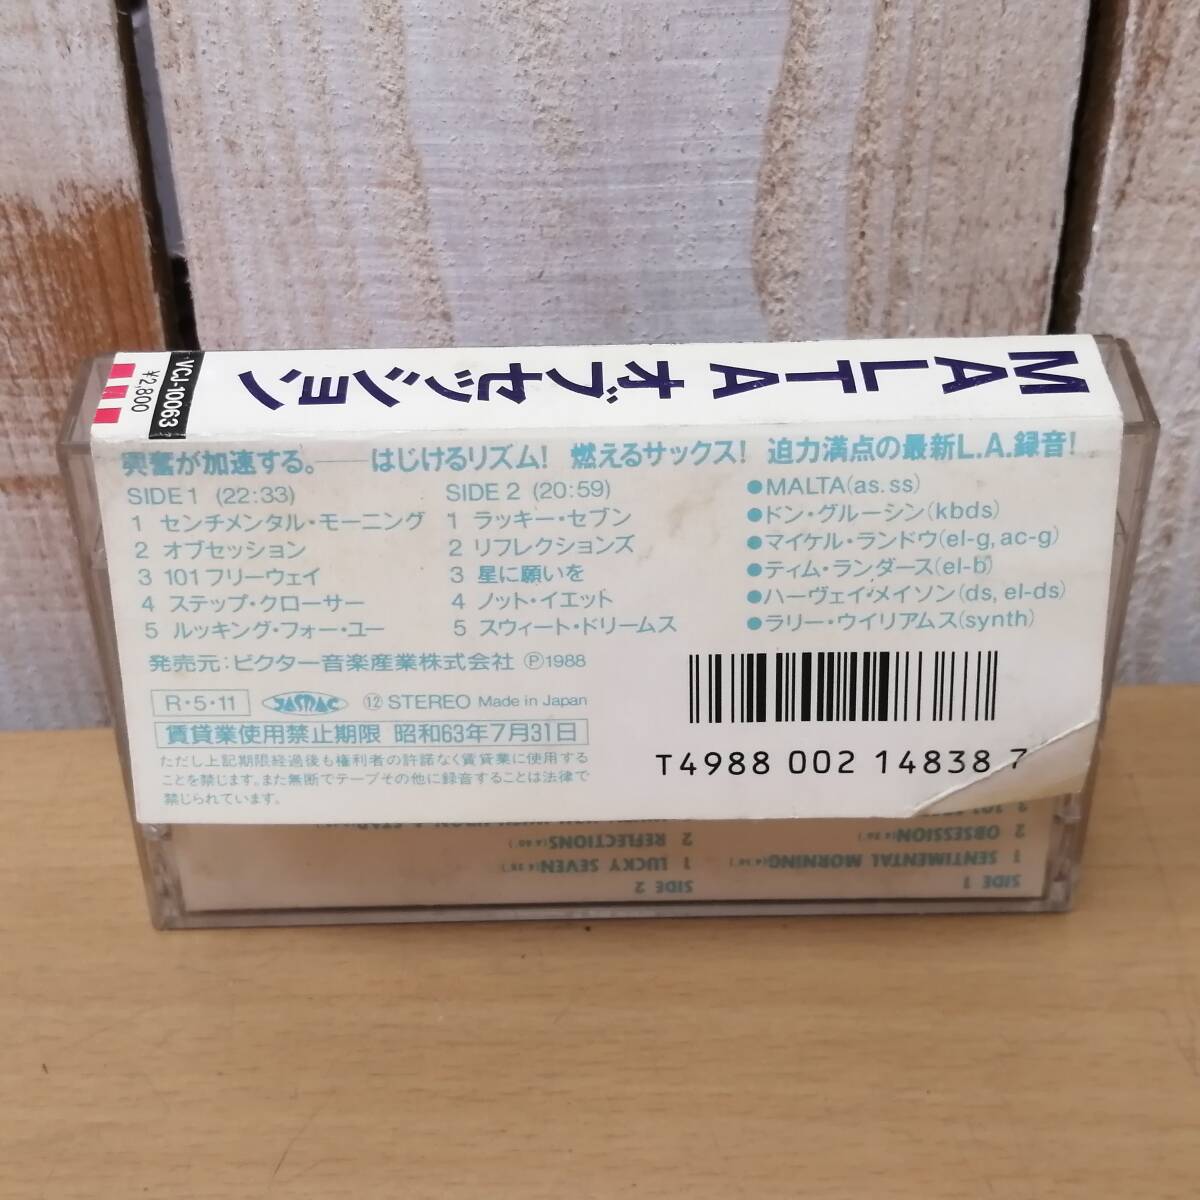 MALTA オブセッション
VCJ-10063
¥2,800
興奮が加速する。──はじけるリズム! 燃えるサックス! 迫力満点の最新L.A.録音!
SIDE 1 (22:33)
1 センチメンタル・モーニング
2 オブセッション
3 101フリーウェイ
4 ステップ・クローサー
5 ルッキング・フォー・ユー
SIDE 2 (20:59)
1 ラッキー・セブン
2 リフレクションズ
3 星に願いを
4 ノット・イエット
5 スウィート・ドリームス
●MALTA(as. ss)
●ドン・グルーシン(kbds)
●マイケル・ランドウ(el-g, ac-g)
●ティム・ランダース(el-b)
●ハーヴェイ・メイソン(ds, el-ds)
●ラリー・ウイリアムス(synth)
発売元:ビクター音楽産業株式会社 Ⓟ1988
R・5・11 JASRAC ⑫ STEREO Made in Japan
賃貸業使用禁止期限 昭和63年7月31日
ただし上記期限経過後も権利者の許諾なく賃貸業に使用する
ことを禁じます。また無断でテープその他に録音することは法律で
禁じられています。
T4988 002 14838 7
SIDE 1
1 SENTIMENTAL MORNING
2 OBSESSION
SIDE 2
1 LUCKY SEVEN
2 REFLECTIONS